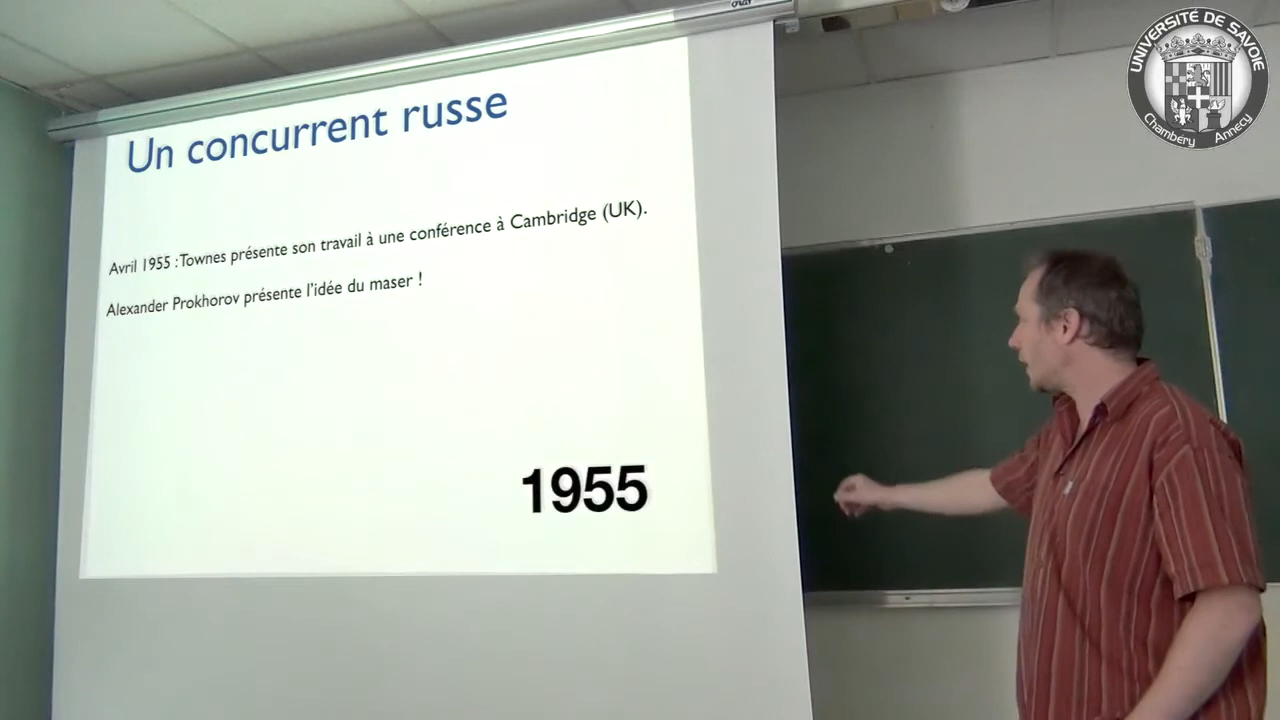 Un concurrent russe
Avril 1955 : Townes présente son travail à une conférence à Cambridge (UK).
Alexander Prokhorov présente l'idée du maser !
1955
UNIVERSITÉ DE SAVOIE
Chambéry Annecy